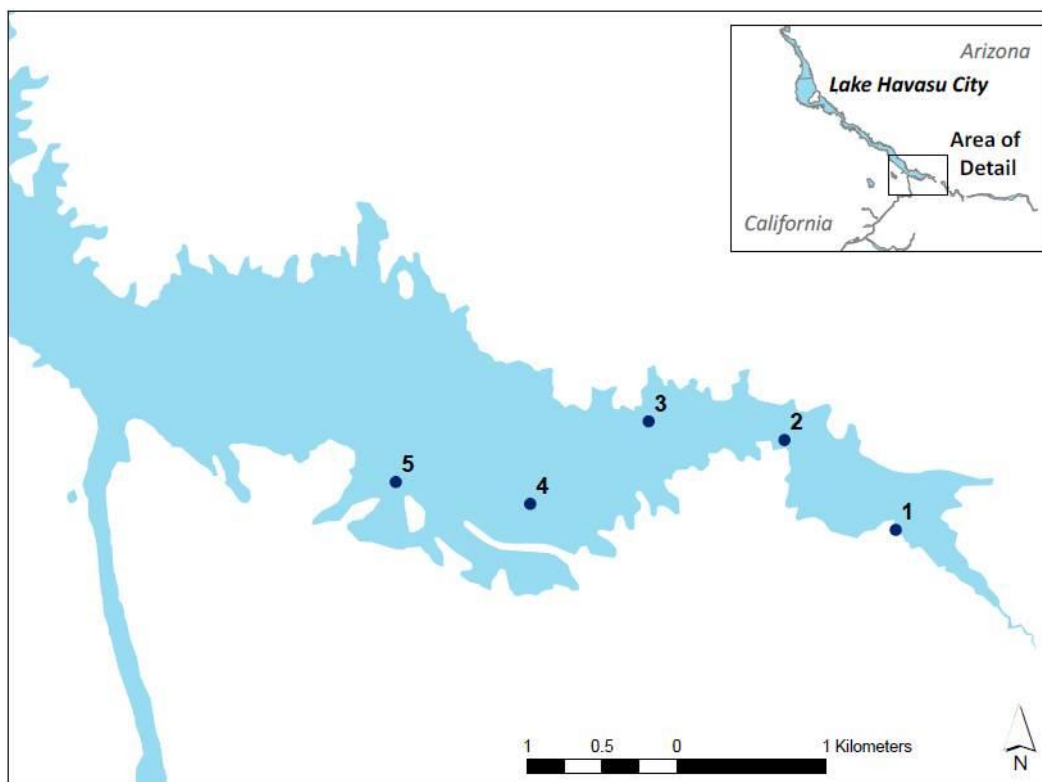 Arizona
Lake Havasu City
Area of
Detail
California
3
2
5
4
1
1 0.5 0 1 Kilometers
N